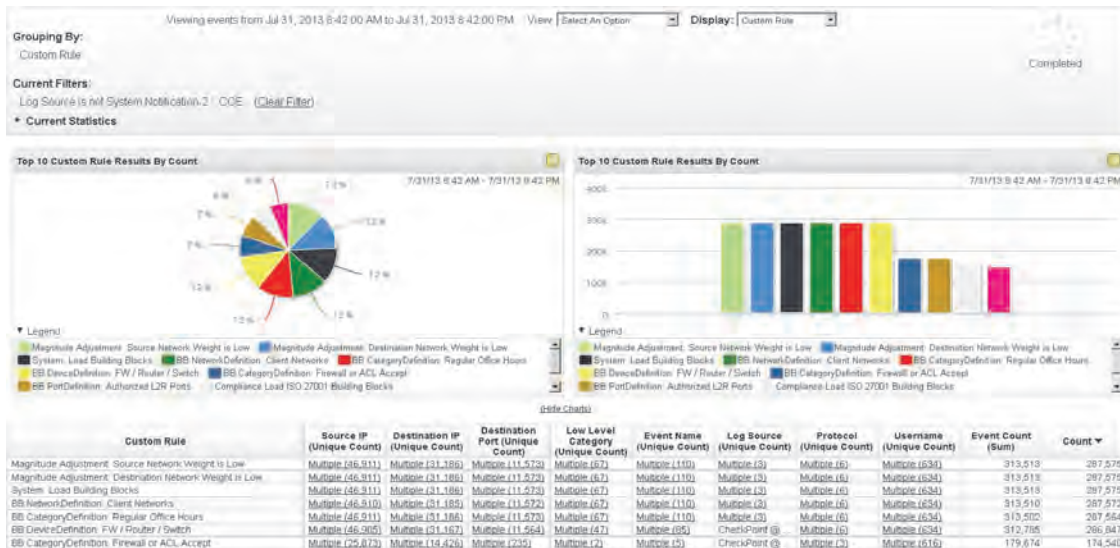 Viewing events from Jul 31, 2013 8:42:00 AM to Jul 31, 2013 8:42:00 PM View Select An Option Display: Custom Rule
Grouping By:
Custom Rule
Completed
Current Filters:
Log Source is not System Notification-2 :: COE (Clear Filter)
Current Statistics
Top 10 Custom Rule Results By Count
7/31/13 8:42 AM - 7/31/13 8:42 PM
12%
12%
12%
12%
12%
12%
7%
7%
6%
6%
Legend
Magnitude Adjustment: Source Network Weight is Low Magnitude Adjustment: Destination Network Weight is Low
System: Load Building Blocks BB:NetworkDefinition: Client Networks BB:CategoryDefinition: Regular Office Hours
BB:DeviceDefinition: FW / Router / Switch BB:CategoryDefinition: Firewall or ACL Accept
BB:PortDefinition: Authorized L2R Ports Compliance: Load ISO 27001 Building Blocks
Top 10 Custom Rule Results By Count
7/31/13 8:42 AM - 7/31/13 8:42 PM
400k
300k
200k
100k
0
Legend
Magnitude Adjustment: Source Network Weight is Low Magnitude Adjustment: Destination Network Weight is Low
System: Load Building Blocks BB:NetworkDefinition: Client Networks BB:CategoryDefinition: Regular Office Hours
BB:DeviceDefinition: FW / Router / Switch BB:CategoryDefinition: Firewall or ACL Accept
BB:PortDefinition: Authorized L2R Ports Compliance: Load ISO 27001 Building Blocks
(Hide Charts)
Custom Rule Source IP (Unique Count) Destination IP (Unique Count) Destination Port (Unique Count) Low Level Category (Unique Count) Event Name (Unique Count) Log Source (Unique Count) Protocol (Unique Count) Username (Unique Count) Event Count (Sum) Count
Magnitude Adjustment: Source Network Weight is Low Multiple (46,911) Multiple (31,186) Multiple (11,573) Multiple (67) Multiple (110) Multiple (3) Multiple (6) Multiple (634) 313,513 287,575
Magnitude Adjustment: Destination Network Weight is Low Multiple (46,911) Multiple (31,186) Multiple (11,573) Multiple (67) Multiple (110) Multiple (3) Multiple (6) Multiple (634) 313,513 287,575
System: Load Building Blocks Multiple (46,911) Multiple (31,186) Multiple (11,573) Multiple (67) Multiple (110) Multiple (3) Multiple (6) Multiple (634) 313,513 287,575
BB:NetworkDefinition: Client Networks Multiple (46,910) Multiple (31,185) Multiple (11,572) Multiple (67) Multiple (110) Multiple (3) Multiple (6) Multiple (634) 313,510 287,572
BB:CategoryDefinition: Regular Office Hours Multiple (46,911) Multiple (31,186) Multiple (11,573) Multiple (67) Multiple (110) Multiple (3) Multiple (6) Multiple (634) 313,502 287,564
BB:DeviceDefinition: FW / Router / Switch Multiple (46,905) Multiple (31,167) Multiple (11,564) Multiple (47) Multiple (85) CheckPoint @ Multiple (6) Multiple (634) 312,785 286,847
BB:CategoryDefinition: Firewall or ACL Accept Multiple (25,873) Multiple (14,426) Multiple (235) Multiple (2) Multiple (5) CheckPoint @ Multiple (3) Multiple (616) 179,674